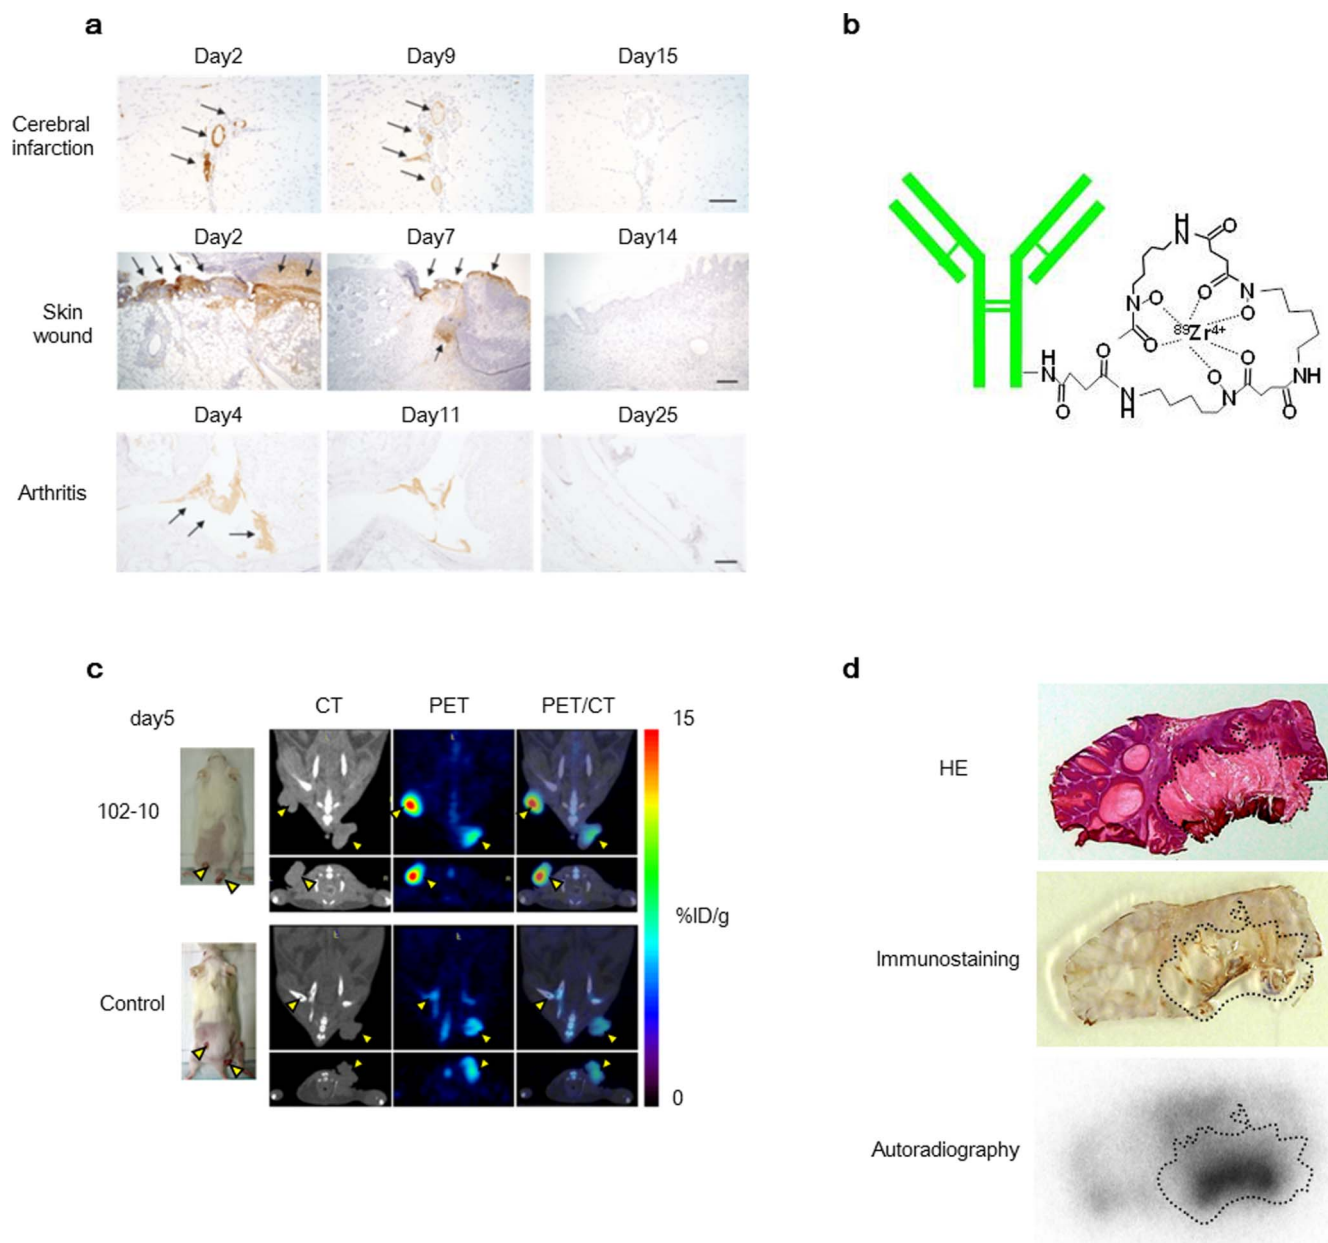 a
Day2 Day9 Day15
Cerebral
infarction
Day2 Day7 Day14
Skin
wound
Day4 Day11 Day25
Arthritis
b
H
N
O
O
N
O
O
N
O
89Zr4+
O
O
O
N
O
NH
O
NH
O
O
N
H
c
day5
CT PET PET/CT
15
102-10
%ID/g
Control
0
d
HE
Immunostaining
Autoradiography